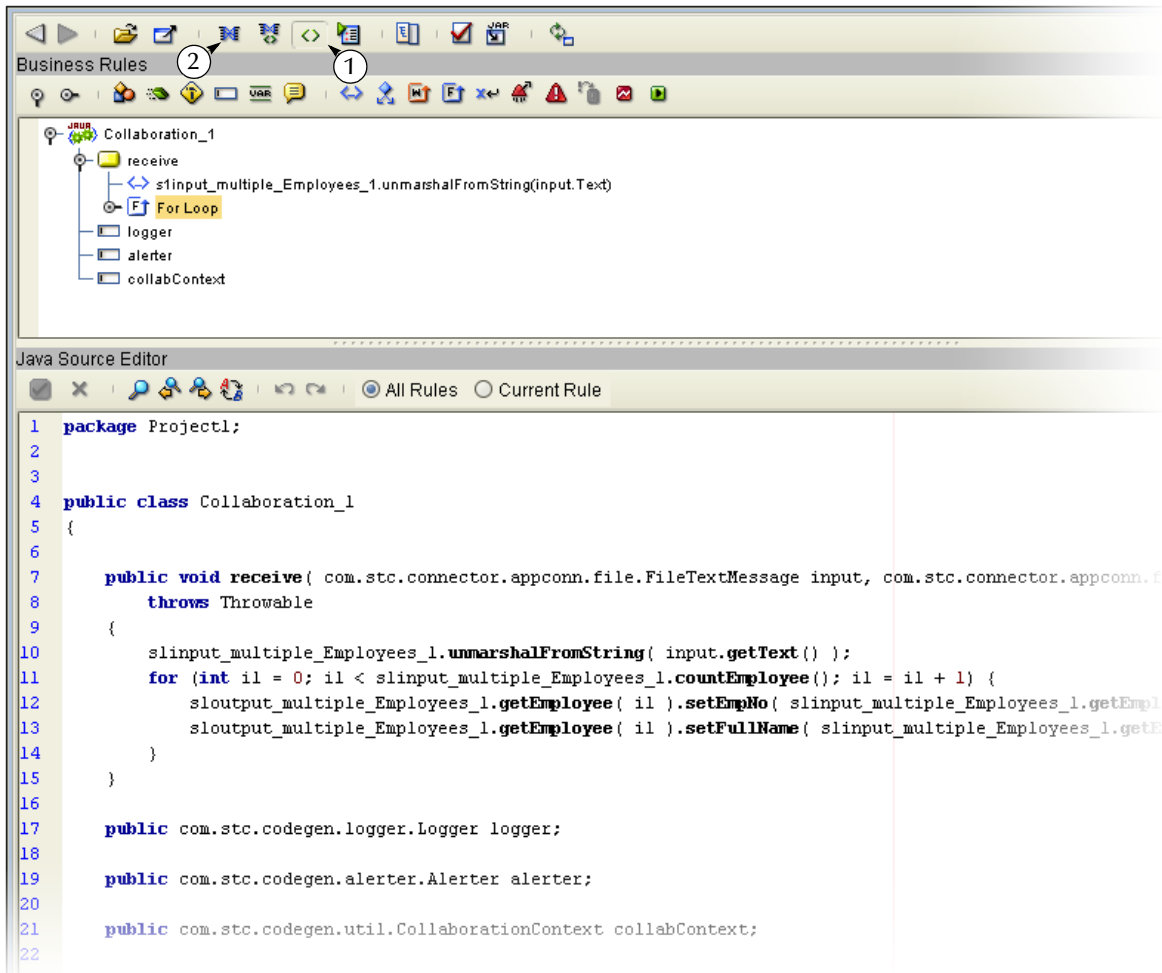 JAR
2
1
Business Rules
VAR
JAVA
Collaboration_1
receive
s1input_multiple_Employees_1.unmarshalFromString(input.Text)
For Loop
logger
alerter
collabContext
Java Source Editor
All Rules
Current Rule
1 package Project1;
2
3
4 public class Collaboration_1
5 {
6
7 public void receive( com.stc.connector.appconn.file.FileTextMessage input, com.stc.connector.appconn.f
8 throws Throwable
9 {
10 s1input_multiple_Employees_1.unmarshalFromString( input.getText() );
11 for (int i1 = 0; i1 < s1input_multiple_Employees_1.countEmployee(); i1 = i1 + 1) {
12 s1output_multiple_Employees_1.getEmployee( i1 ).setEmpNo( s1input_multiple_Employees_1.getEmpl
13 s1output_multiple_Employees_1.getEmployee( i1 ).setFullName( s1input_multiple_Employees_1.getE
14 }
15 }
16
17 public com.stc.codegen.logger.Logger logger;
18
19 public com.stc.codegen.alerter.Alerter alerter;
20
21 public com.stc.codegen.util.CollaborationContext collabContext;
22